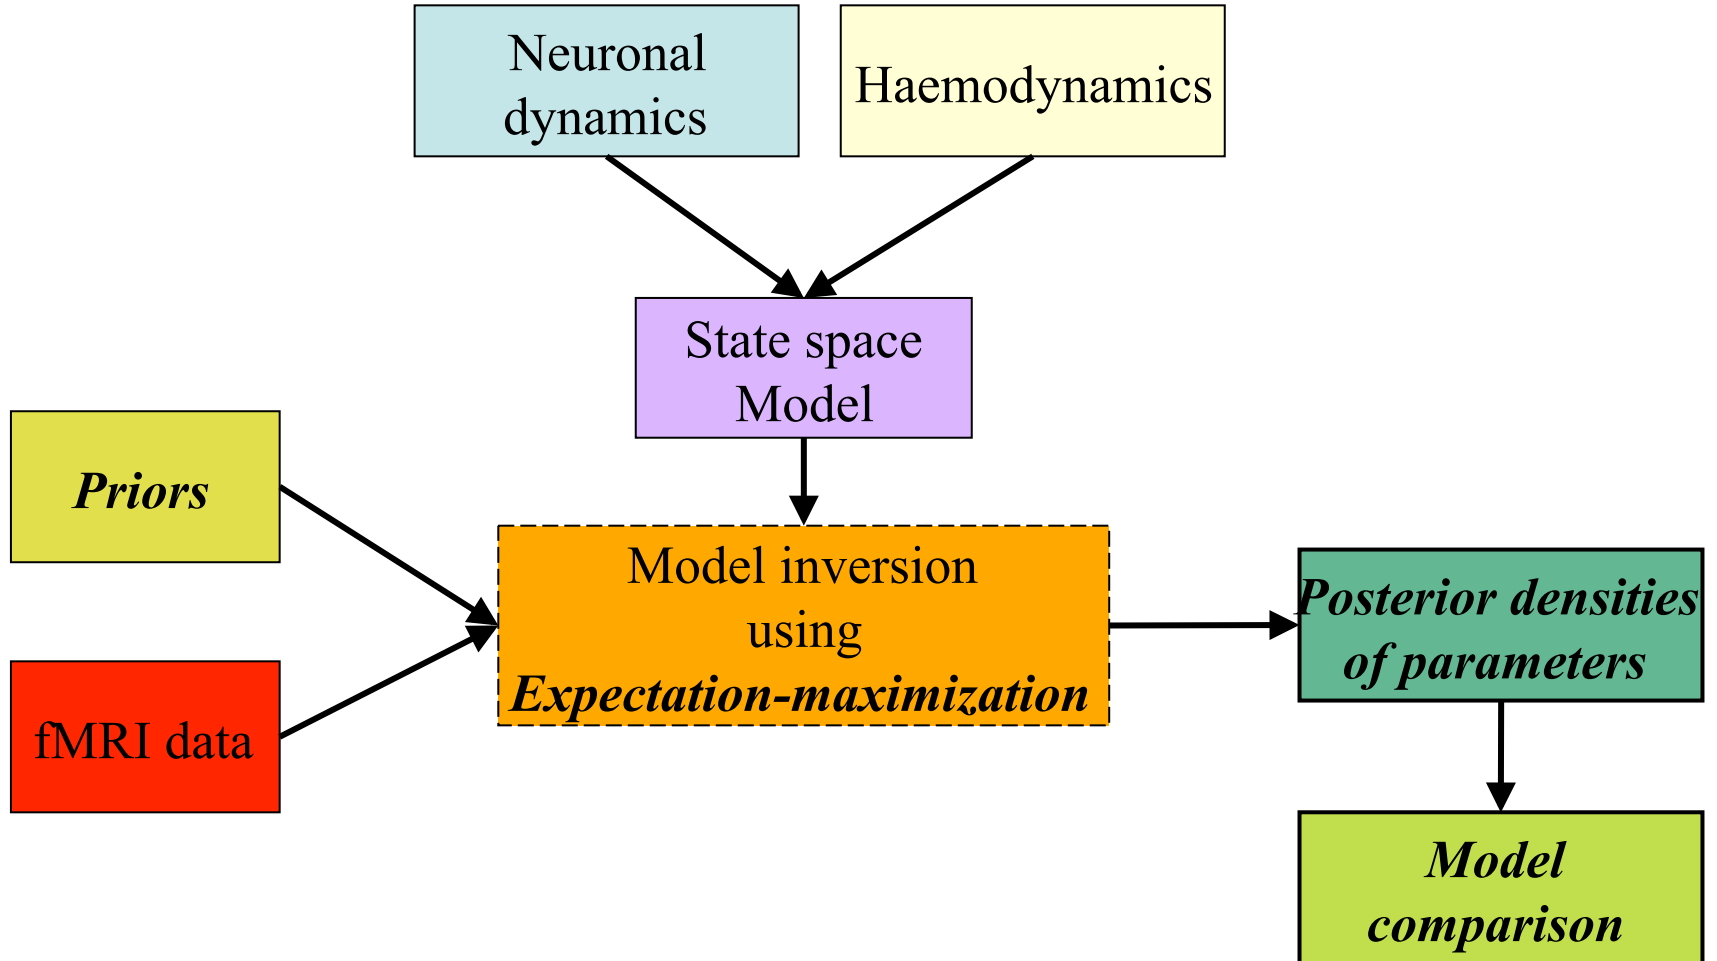 Neuronal
dynamics
Haemodynamics
State space
Model
Priors
fMRI data
Model inversion
using
Expectation-maximization
Posterior densities
of parameters
Model
comparison